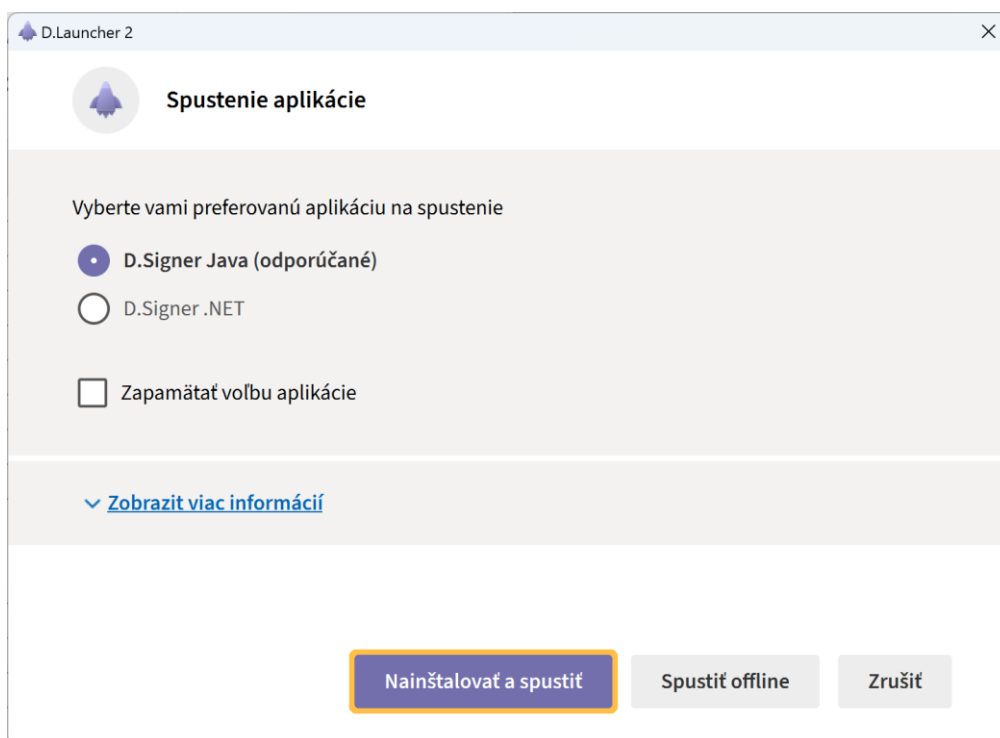 D.Launcher 2
Spustenie aplikácie
Vyberte vami preferovanú aplikáciu na spustenie
D.Signer Java (odporúčané)
D.Signer .NET
Zapamätať voľbu aplikácie
Zobrazit viac informácií
Nainštalovať a spustiť
Spustiť offline
Zrušiť